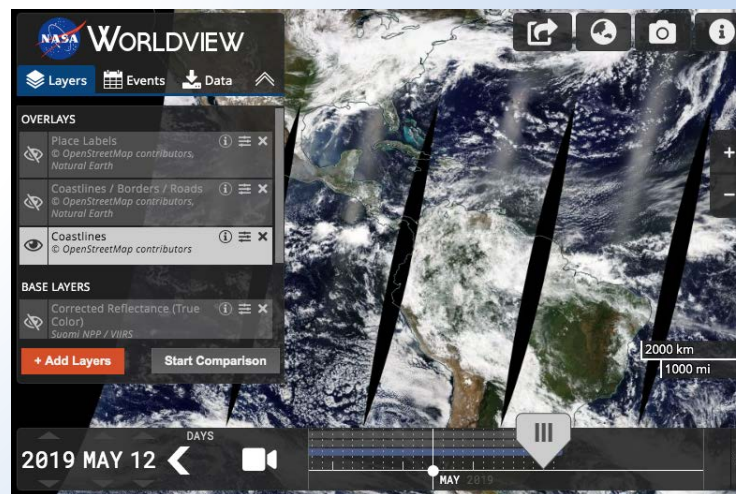 NASA WORLDVIEW
Layers Events Data
OVERLAYS
Place Labels
© OpenStreetMap contributors,
Natural Earth
Coastlines / Borders / Roads
© OpenStreetMap contributors,
Natural Earth
Coastlines
© OpenStreetMap contributors
BASE LAYERS
Corrected Reflectance (True
Color)
Suomi NPP / VIIRS
+ Add Layers Start Comparison
+
−
2000 km
1000 mi
DAYS
2019 MAY 12
MAY 2019